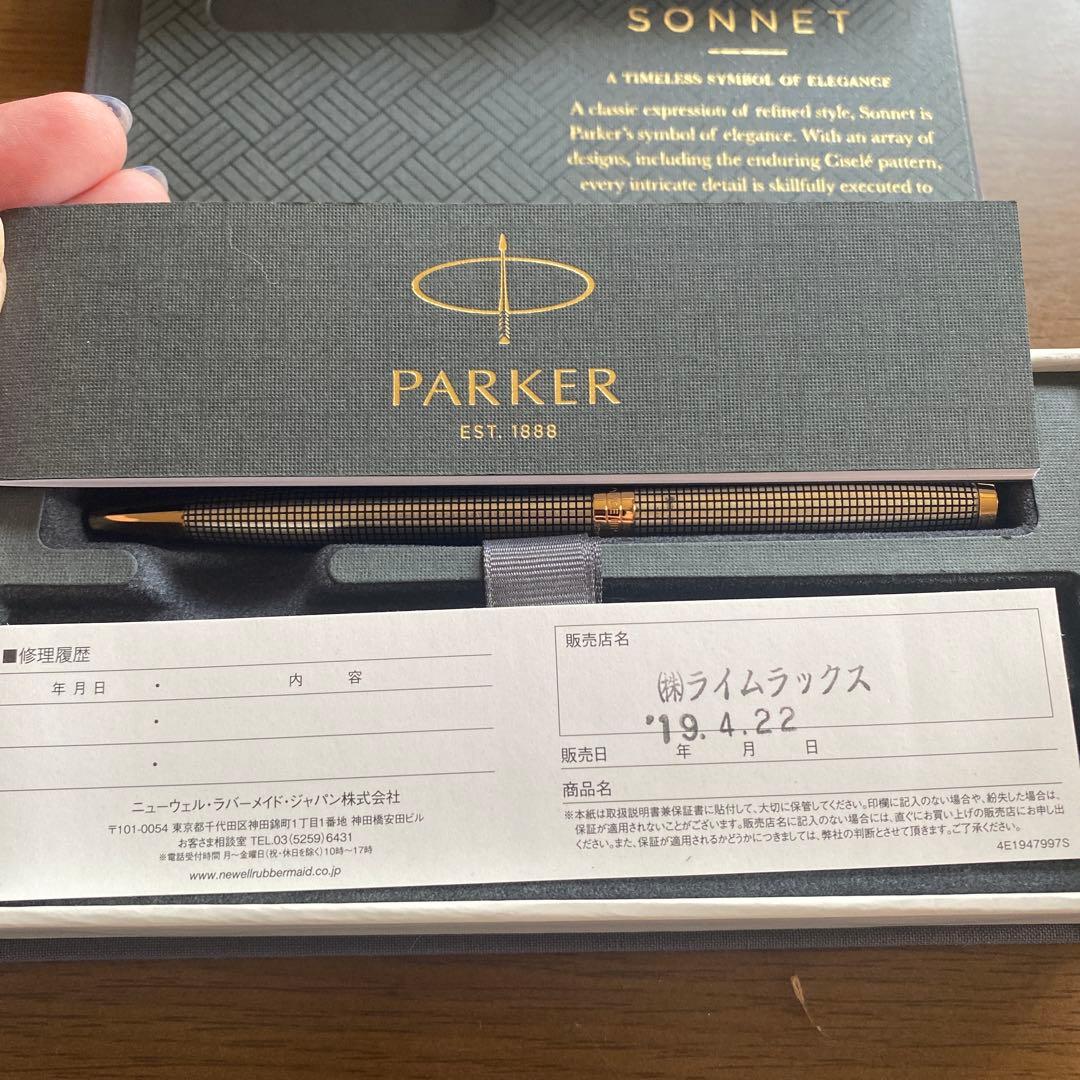 SONNET
A TIMELESS SYMBOL OF ELEGANCE
A classic expression of refined style, Sonnet is
Parker's symbol of elegance. With an array of
designs, including the enduring Ciselé pattern,
every intricate detail is skillfully executed to
PARKER
EST. 1888
■修理履歴
年 月 日 ・ 内 容
・
・
ニューウェル・ラバーメイド・ジャパン株式会社
〒101-0054 東京都千代田区神田錦町1丁目1番地 神田橋安田ビル
お客さま相談室 TEL.03(5259)6431
※電話受付時間 月〜金曜日(祝・休日を除く)10時〜17時
www.newellrubbermaid.co.jp
販売店名
㈱ライムラックス
'19.4.22
販売日 年 月 日
商品名
※本紙は取扱説明書兼保証書に貼付して、大切に保管してください。印欄に記入のない場合や、紛失した場合は、
保証が適用されないことがございます。販売店名に記入のない場合には、直ぐにお買い上げの販売店にお申し出
ください。また、保証が適用されるかどうかにつきましては、弊社の判断とさせて頂きます。ご了承ください。
4E1947997S